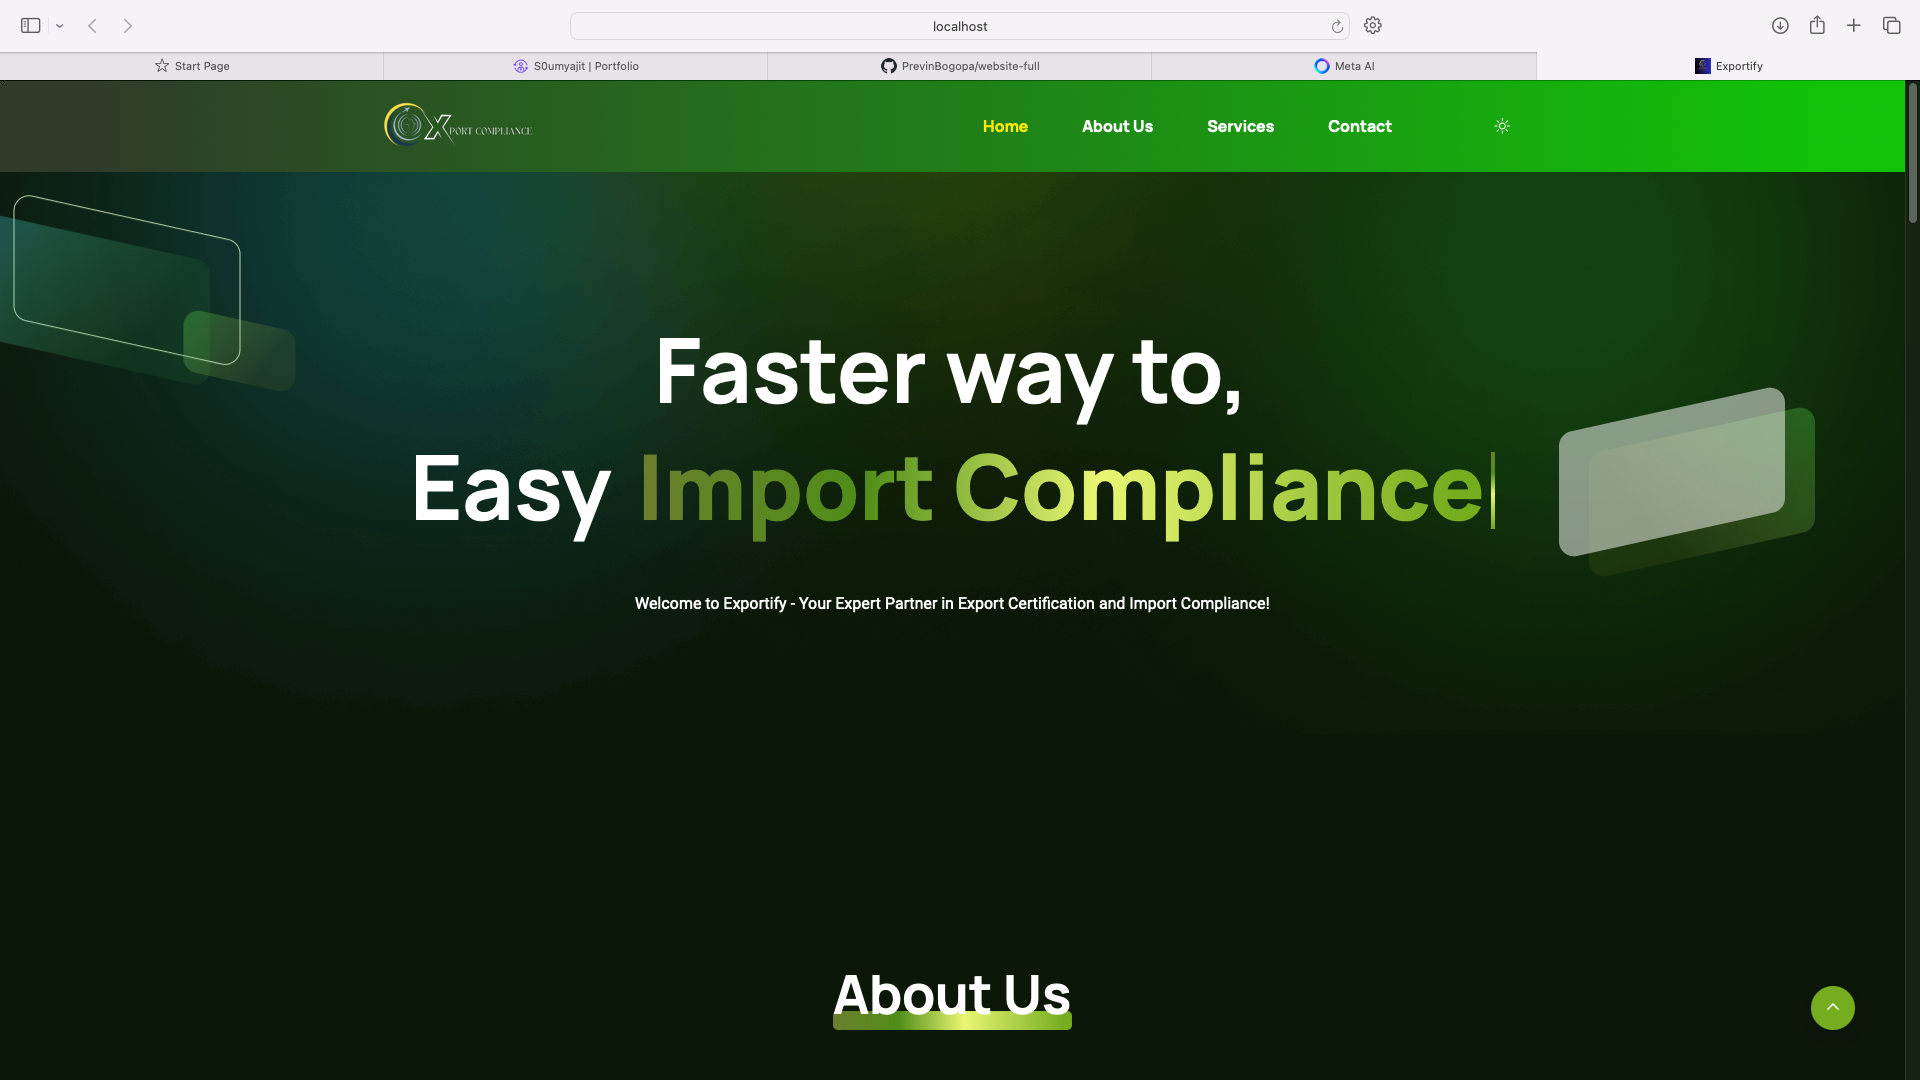 localhost
Start Page
S0umyajit | Portfolio
PrevinBogopa/website-full
Meta AI
Exportify
XPORT COMPLIANCE
Home
About Us
Services
Contact
Faster way to,
Easy Import Compliance
Welcome to Exportify - Your Expert Partner in Export Certification and Import Compliance!
About Us